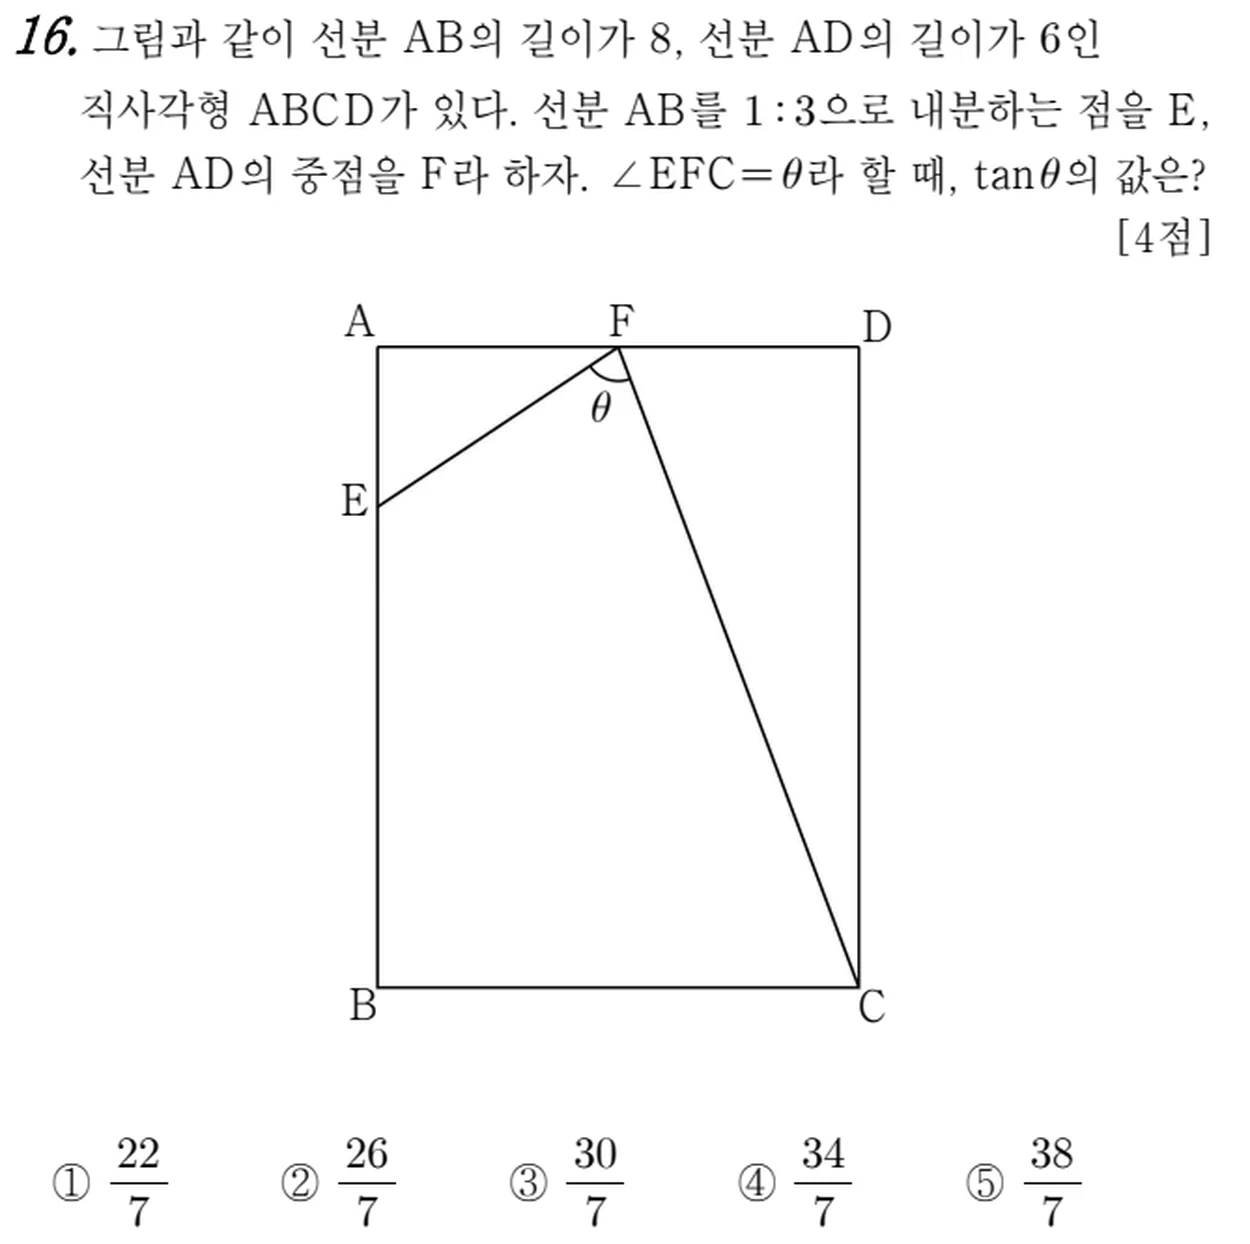 16. 그림과 같이 선분 AB의 길이가 8, 선분 AD의 길이가 6인
직사각형 ABCD가 있다. 선분 AB를 1:3으로 내분하는 점을 E,
선분 AD의 중점을 F라 하자. ∠EFC=θ라 할 때, tanθ의 값은?
[4점]
A F D
θ
E
B C
① 22/7 ② 26/7 ③ 30/7 ④ 34/7 ⑤ 38/7